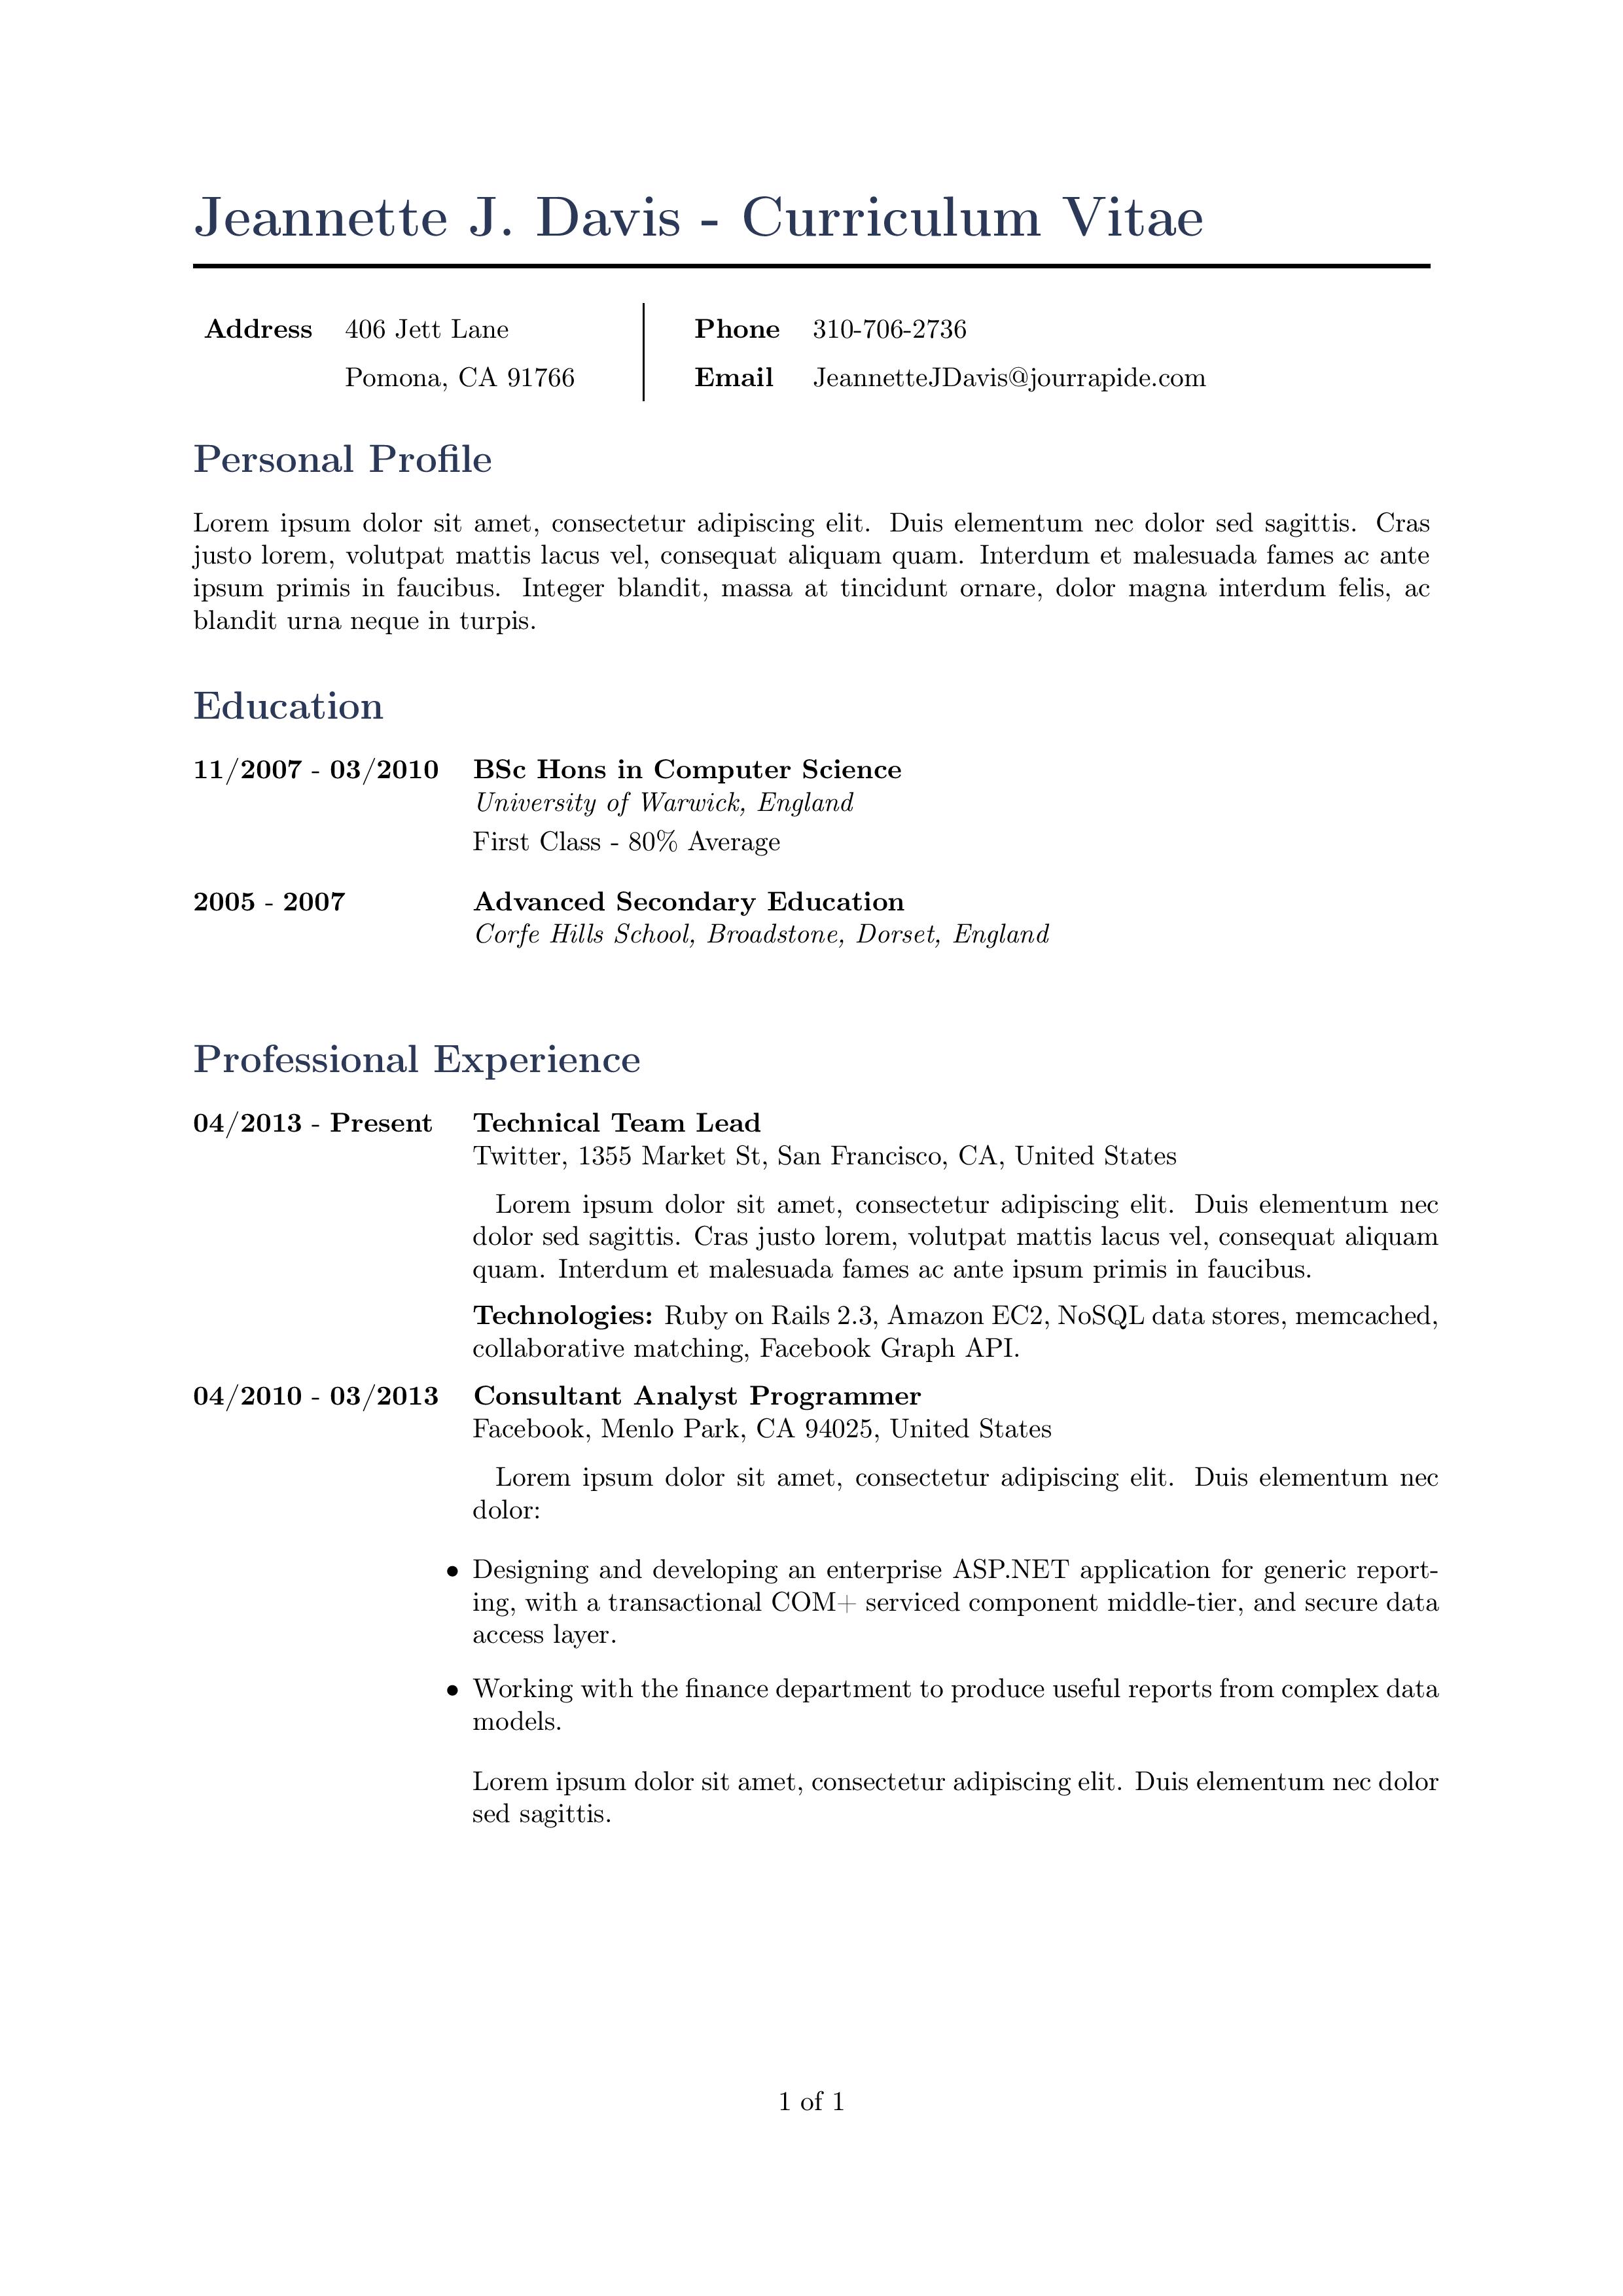 Jeannette J. Davis - Curriculum Vitae
Address 406 Jett Lane
Pomona, CA 91766
Phone 310-706-2736
Email JeannetteJDavis@jourrapide.com
Personal Profile
Lorem ipsum dolor sit amet, consectetur adipiscing elit. Duis elementum nec dolor sed sagittis. Cras
justo lorem, volutpat mattis lacus vel, consequat aliquam quam. Interdum et malesuada fames ac ante
ipsum primis in faucibus. Integer blandit, massa at tincidunt ornare, dolor magna interdum felis, ac
blandit urna neque in turpis.
Education
11/2007 - 03/2010 BSc Hons in Computer Science
University of Warwick, England
First Class - 80% Average
2005 - 2007 Advanced Secondary Education
Corfe Hills School, Broadstone, Dorset, England
Professional Experience
04/2013 - Present Technical Team Lead
Twitter, 1355 Market St, San Francisco, CA, United States
Lorem ipsum dolor sit amet, consectetur adipiscing elit. Duis elementum nec
dolor sed sagittis. Cras justo lorem, volutpat mattis lacus vel, consequat aliquam
quam. Interdum et malesuada fames ac ante ipsum primis in faucibus.
Technologies: Ruby on Rails 2.3, Amazon EC2, NoSQL data stores, memcached,
collaborative matching, Facebook Graph API.
04/2010 - 03/2013 Consultant Analyst Programmer
Facebook, Menlo Park, CA 94025, United States
Lorem ipsum dolor sit amet, consectetur adipiscing elit. Duis elementum nec
dolor:
• Designing and developing an enterprise ASP.NET application for generic report-
ing, with a transactional COM+ serviced component middle-tier, and secure data
access layer.
• Working with the finance department to produce useful reports from complex data
models.
Lorem ipsum dolor sit amet, consectetur adipiscing elit. Duis elementum nec dolor
sed sagittis.
1 of 1